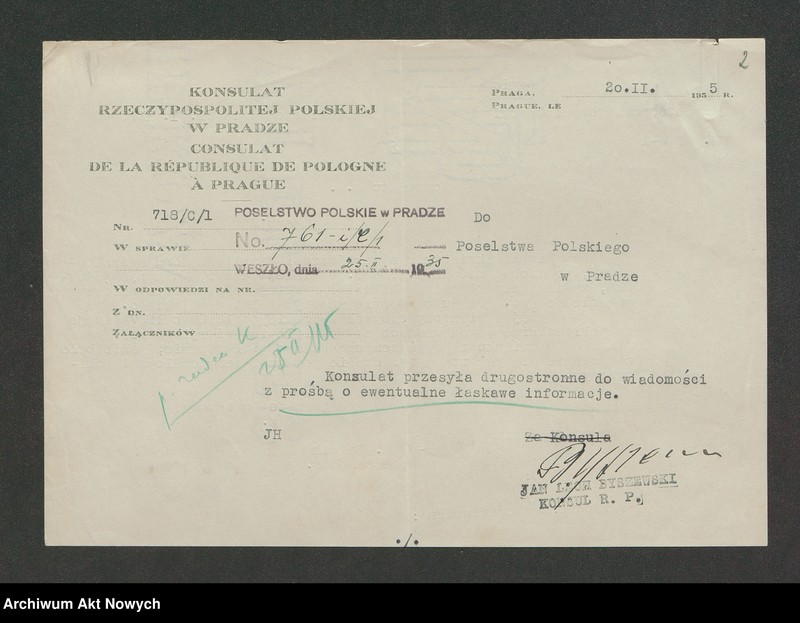 2
KONSULAT
RZECZYPOSPOLITEJ POLSKIEJ
W PRADZE
CONSULAT
DE LA RÉPUBLIQUE DE POLOGNE
À PRAGUE
PRAGA, 20.II. 1935 R.
PRAGUE, LE
NR. 718/C/1
W SPRAWIE
W ODPOWIEDZI NA NR.
Z DN.
ZAŁĄCZNIKÓW
POSELSTWO POLSKIE w PRADZE
No. 761-i/C/1
WESZŁO, dnia 25.II 1935
Do
Poselstwa Polskiego
w Pradze
Konsulat przesyła drugostronne do wiadomości
z prośbą o ewentualne łaskawe informacje.
JH
Za Konsula
JAN LECH BYSZEWSKI
KONSUL R. P.
./.
Archiwum Akt Nowych